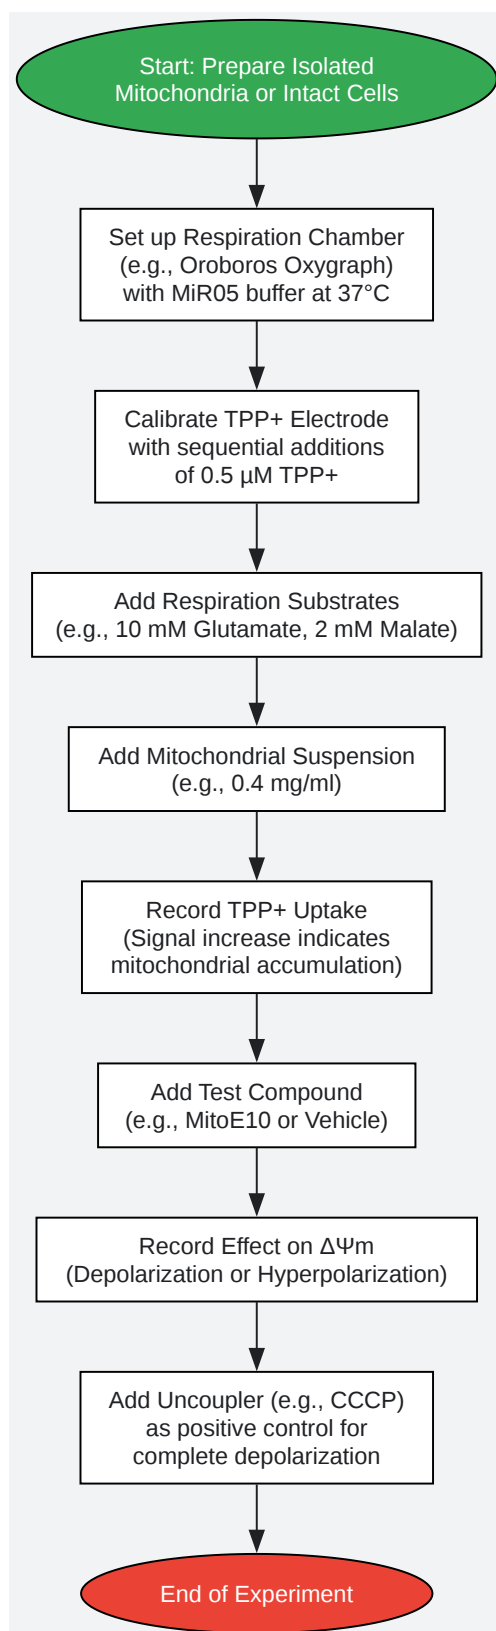 Start: Prepare Isolated
Mitochondria or Intact Cells
Set up Respiration Chamber
(e.g., Oroboros Oxygraph)
with MiR05 buffer at 37°C
Calibrate TPP+ Electrode
with sequential additions
of 0.5 µM TPP+
Add Respiration Substrates
(e.g., 10 mM Glutamate, 2 mM Malate)
Add Mitochondrial Suspension
(e.g., 0.4 mg/ml)
Record TPP+ Uptake
(Signal increase indicates
mitochondrial accumulation)
Add Test Compound
(e.g., MitoE10 or Vehicle)
Record Effect on ΔΨm
(Depolarization or Hyperpolarization)
Add Uncoupler (e.g., CCCP)
as positive control for
complete depolarization
End of Experiment